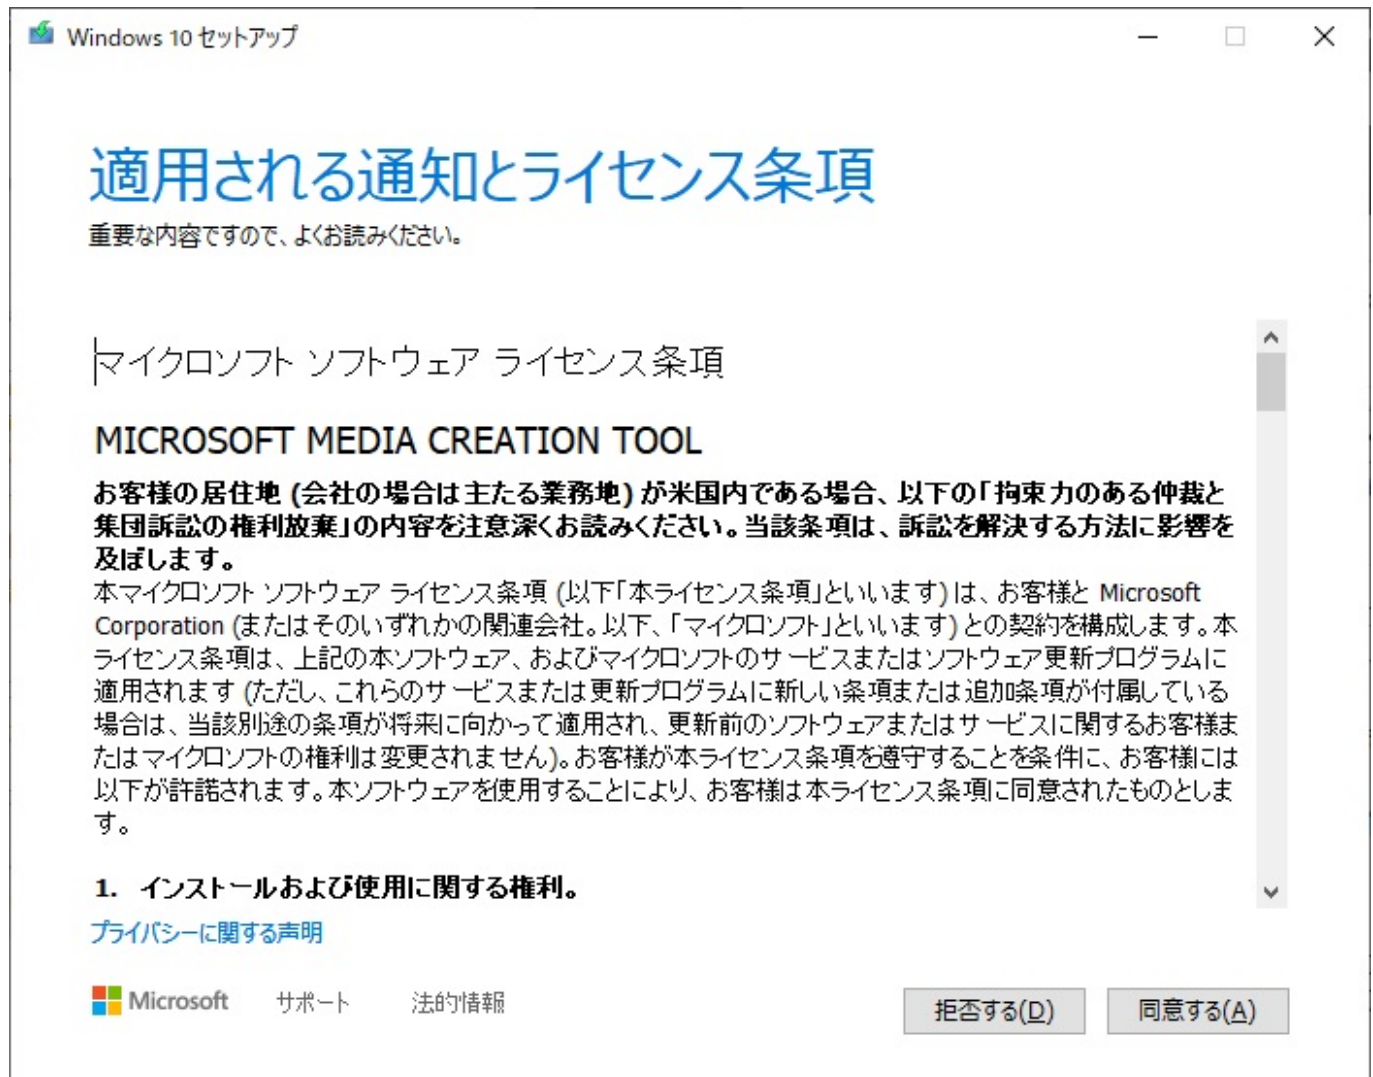 Windows 10 セットアップ
適用される通知とライセンス条項
重要な内容ですので、よくお読みください。
マイクロソフト ソフトウェア ライセンス条項
MICROSOFT MEDIA CREATION TOOL
お客様の居住地 (会社の場合は主たる業務地) が米国内である場合、以下の「拘束力のある仲裁と
集団訴訟の権利放棄」の内容を注意深くお読みください。当該条項は、訴訟を解決する方法に影響を
及ぼします。
本マイクロソフト ソフトウェア ライセンス条項 (以下「本ライセンス条項」といいます) は、お客様と Microsoft
Corporation (またはそのいずれかの関連会社。以下、「マイクロソフト」といいます) との契約を構成します。本
ライセンス条項は、上記の本ソフトウェア、およびマイクロソフトのサービスまたはソフトウェア更新プログラムに
適用されます (ただし、これらのサービスまたは更新プログラムに新しい条項または追加条項が付属している
場合は、当該別途の条項が将来に向かって適用され、更新前のソフトウェアまたはサービスに関するお客様ま
たはマイクロソフトの権利は変更されません)。お客様が本ライセンス条項を遵守することを条件に、お客様には
以下が許諾されます。本ソフトウェアを使用することにより、お客様は本ライセンス条項に同意されたものとしま
す。
1. インストールおよび使用に関する権利。
プライバシーに関する声明
Microsoft サポート 法的情報
拒否する(D) 同意する(A)